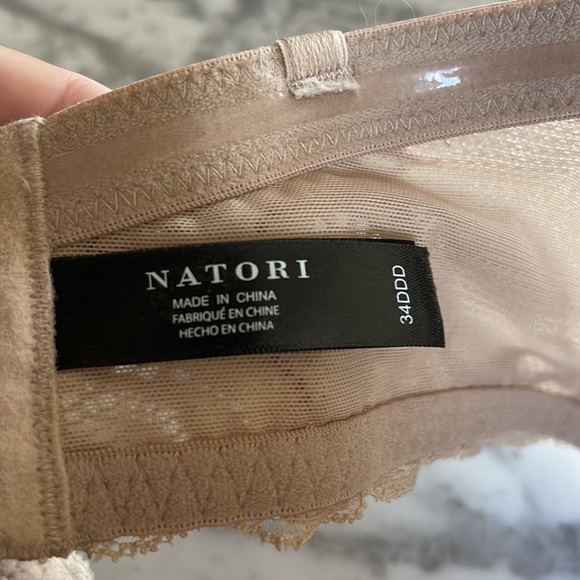 NATORI
MADE IN CHINA
FABRIQUÉ EN CHINE
HECHO EN CHINA
34DDD